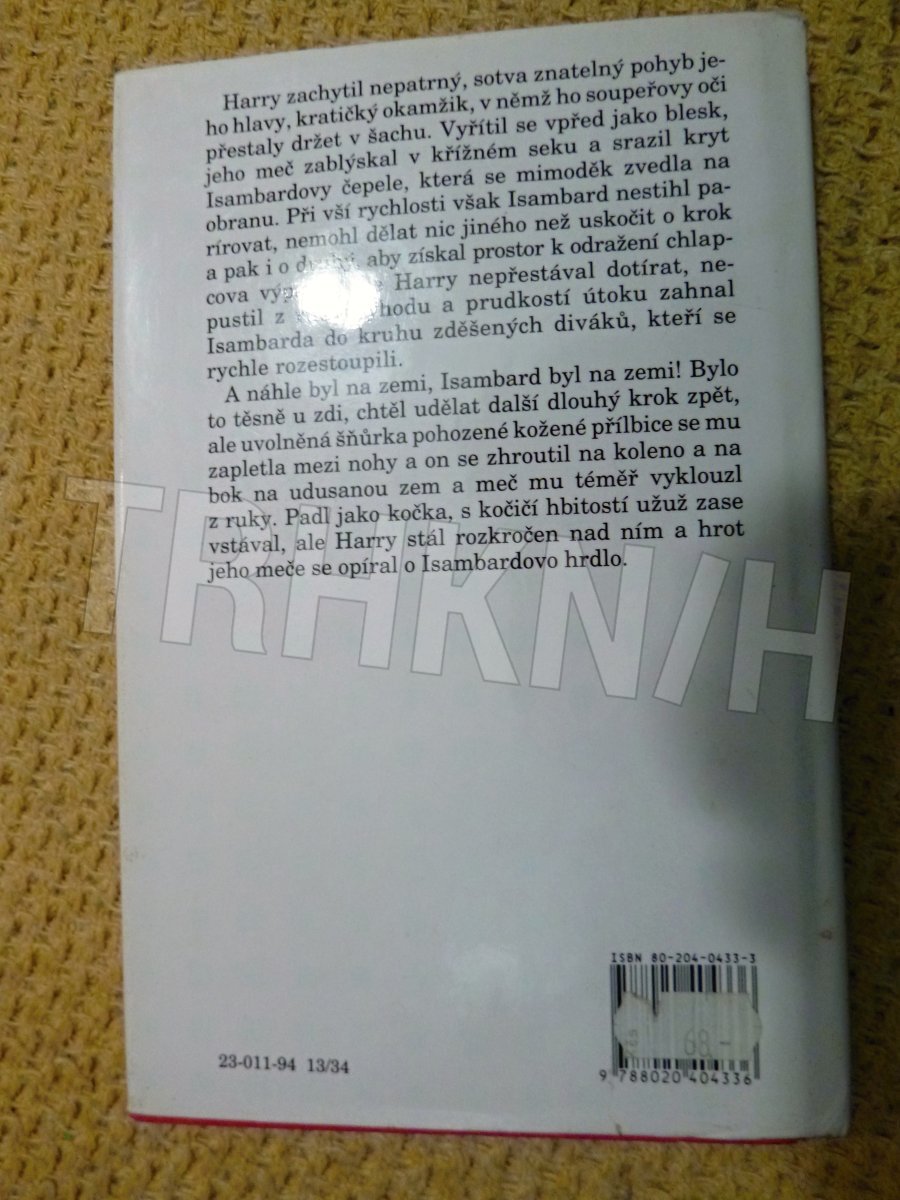 Harry zachytil nepatrný, sotva znatelný pohyb je-
ho hlavy, kratičký okamžik, v němž ho soupeřovy oči
přestaly držet v šachu. Vyřítil se vpřed jako blesk,
jeho meč zablýskal v křížném seku a srazil kryt
Isambardovy čepele, která se mimoděk zvedla na
obranu. Při vší rychlosti však Isambard nestihl pa-
rírovat, nemohl dělat nic jiného než uskočit o krok
a pak i o druhý, aby získal prostor k odražení chlap-
cova Harry nepřestával dotírat, ne-
pustil z a prudkostí útoku zahnal
Isambarda do kruhu zděšených diváků, kteří se
rychle rozestoupili.
A náhle byl na zemi, Isambard byl na zemi! Bylo
to těsně u zdi, chtěl udělat další dlouhý krok zpět,
ale uvolněná šňůrka pohozené kožené přílbice se mu
zapletla mezi nohy a on se zhroutil na koleno a na
bok na udusanou zem a meč mu téměř vyklouzl
z ruky. Padl jako kočka, s kočičí hbitostí užuž zase
vstával, ale Harry stál rozkročen nad ním a hrot
jeho meče se opíral o Isambardovo hrdlo.
TRHKNIH
ISBN 80-204-0433-3
68,-
23-011-94 13/34
9 788020 404336